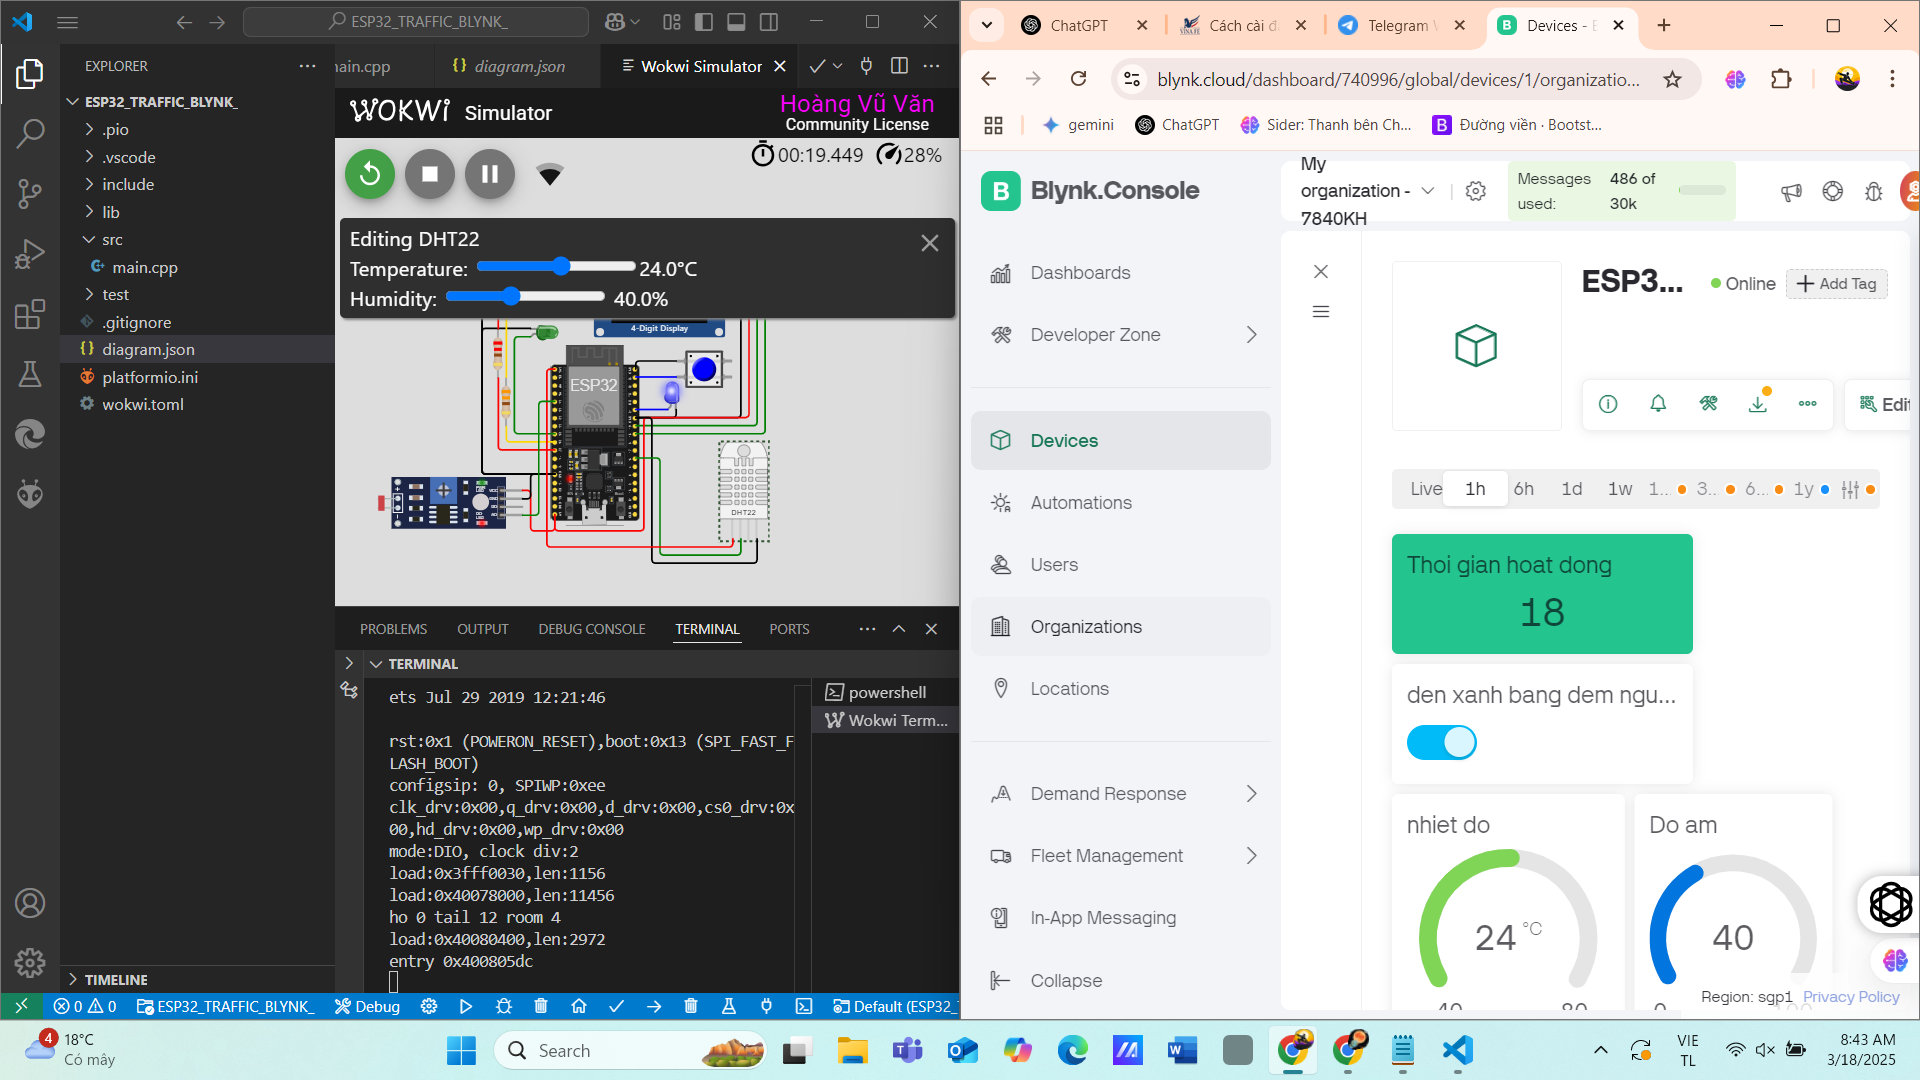 ESP32_TRAFFIC_BLYNK_
EXPLORER
ESP32_TRAFFIC_BLYNK_
.pio
.vscode
include
lib
src
main.cpp
test
.gitignore
diagram.json
platformio.ini
wokwi.toml
TIMELINE
main.cpp
diagram.json
Wokwi Simulator
WOKWI Simulator
Hoàng Vũ Văn
Community License
00:19.449
28%
Editing DHT22
Temperature: 24.0°C
Humidity: 40.0%
4-Digit Display
ESP32
DHT22
PROBLEMS
OUTPUT
DEBUG CONSOLE
TERMINAL
PORTS
TERMINAL
ets Jul 29 2019 12:21:46
rst:0x1 (POWERON_RESET),boot:0x13 (SPI_FAST_F
LASH_BOOT)
configsip: 0, SPIWP:0xee
clk_drv:0x00,q_drv:0x00,d_drv:0x00,cs0_drv:0x
00,hd_drv:0x00,wp_drv:0x00
mode:DIO, clock div:2
load:0x3fff0030,len:1156
load:0x40078000,len:11456
ho 0 tail 12 room 4
load:0x40080400,len:2972
entry 0x400805dc
powershell
Wokwi Term...
0 0 ESP32_TRAFFIC_BLYNK_ Debug Default (ESP32_
ChatGPT
Cách cài đ
Telegram
Devices -
blynk.cloud/dashboard/740996/global/devices/1/organizatio...
gemini
ChatGPT
Sider: Thanh bên Ch...
Đường viền · Bootst...
B Blynk.Console
Dashboards
Developer Zone
Devices
Automations
Users
Organizations
Locations
Demand Response
Fleet Management
In-App Messaging
Collapse
My
organization -
7840KH
Messages used: 486 of 30k
ESP3...
Online
Add Tag
Edit
Live
1h
6h
1d
1w
1...
3...
6...
1y
Thoi gian hoat dong
18
den xanh bang dem ngu...
nhiet do
24 °C
Do am
40
Region: sgp1
Privacy Policy
4
18°C
Có mây
Search
VIE
TL
8:43 AM
3/18/2025